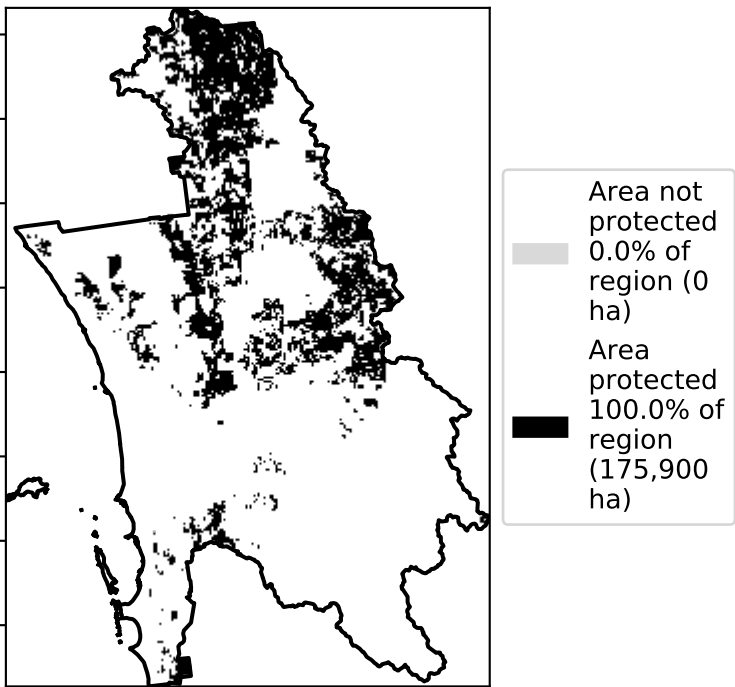 Area not
protected
0.0% of
region (0
ha)
Area
protected
100.0% of
region
(175,900
ha)